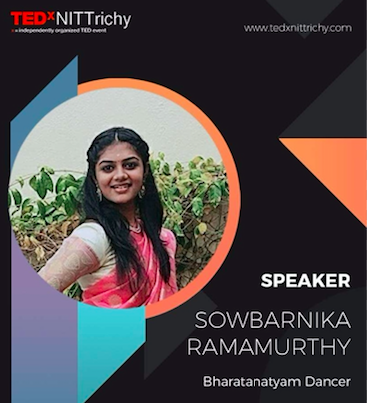 TEDxNITTrichy
x = independently organized TED event
www.tedxnittrichy.com
SPEAKER
SOWBARNIKA
RAMAMURTHY
Bharatanatyam Dancer